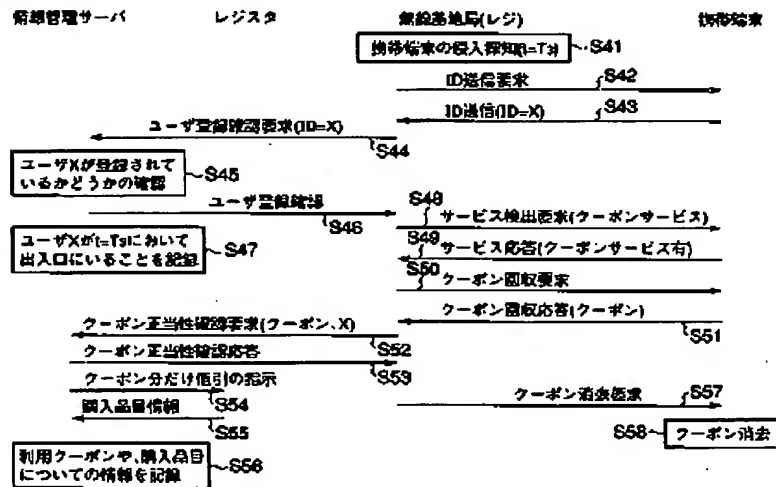 情報管理サーバ レジスタ 無線基地局(レジ) 携帯端末
携帯端末の侵入探知(t=T3) S41
ID送信要求 S42
ID送信(ID=X) S43
ユーザ登録確認要求(ID=X) S44
ユーザXが登録されて
いるかどうかの確認 S45
ユーザ登録確認 S46
ユーザXがt=T3において
出入口にいることを記録 S47
S48
サービス検出要求(クーポンサービス)
S49
サービス応答(クーポンサービス有)
S50
クーポン回収要求
クーポン回収応答(クーポン) S51
クーポン正当性確認要求(クーポン、X) S52
クーポン正当性確認応答 S53
クーポン分だけ値引の指示 S54
購入品目情報 S55
利用クーポンや、購入品目
についての情報を記録 S56
クーポン消去要求 S57
S58 クーポン消去